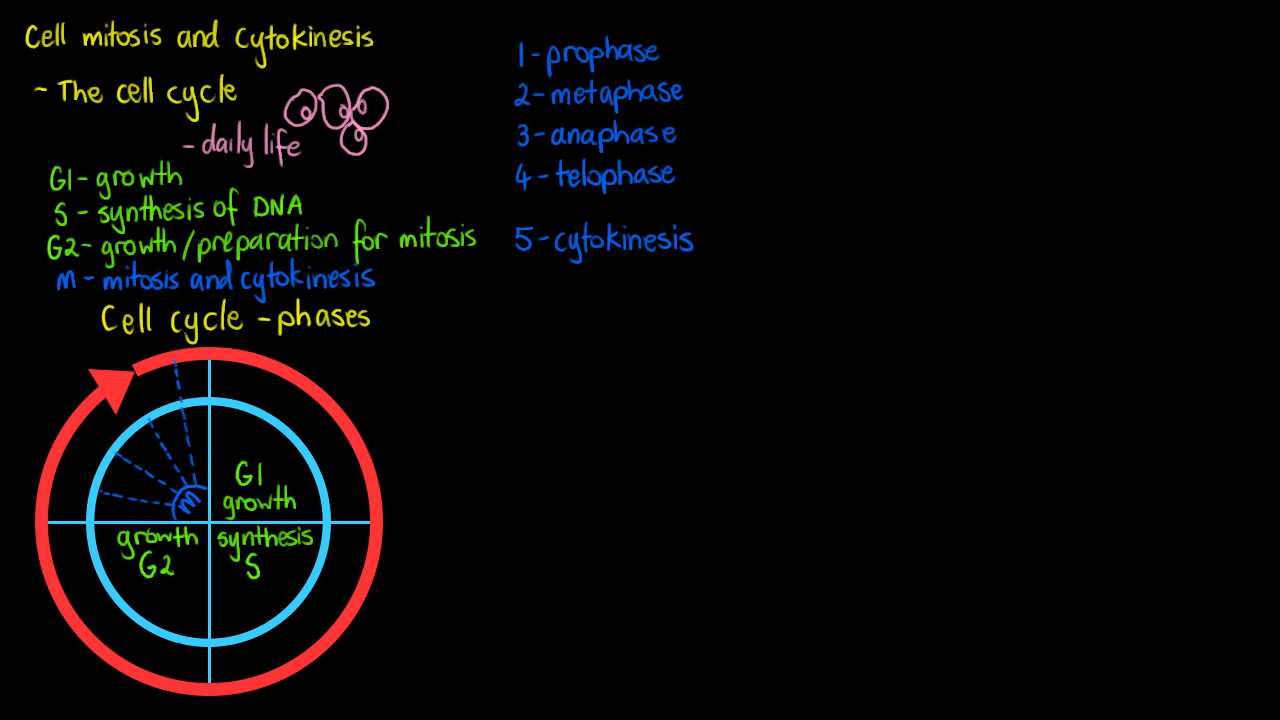 Cell mitosis and cytokinesis
- The cell cycle
- daily life
G1 - growth
S - synthesis of DNA
G2 - growth/preparation for mitosis
M - mitosis and cytokinesis
Cell cycle - phases
G1
growth
M
growth
G2
synthesis
S
1 - prophase
2 - metaphase
3 - anaphase
4 - telophase
5 - cytokinesis